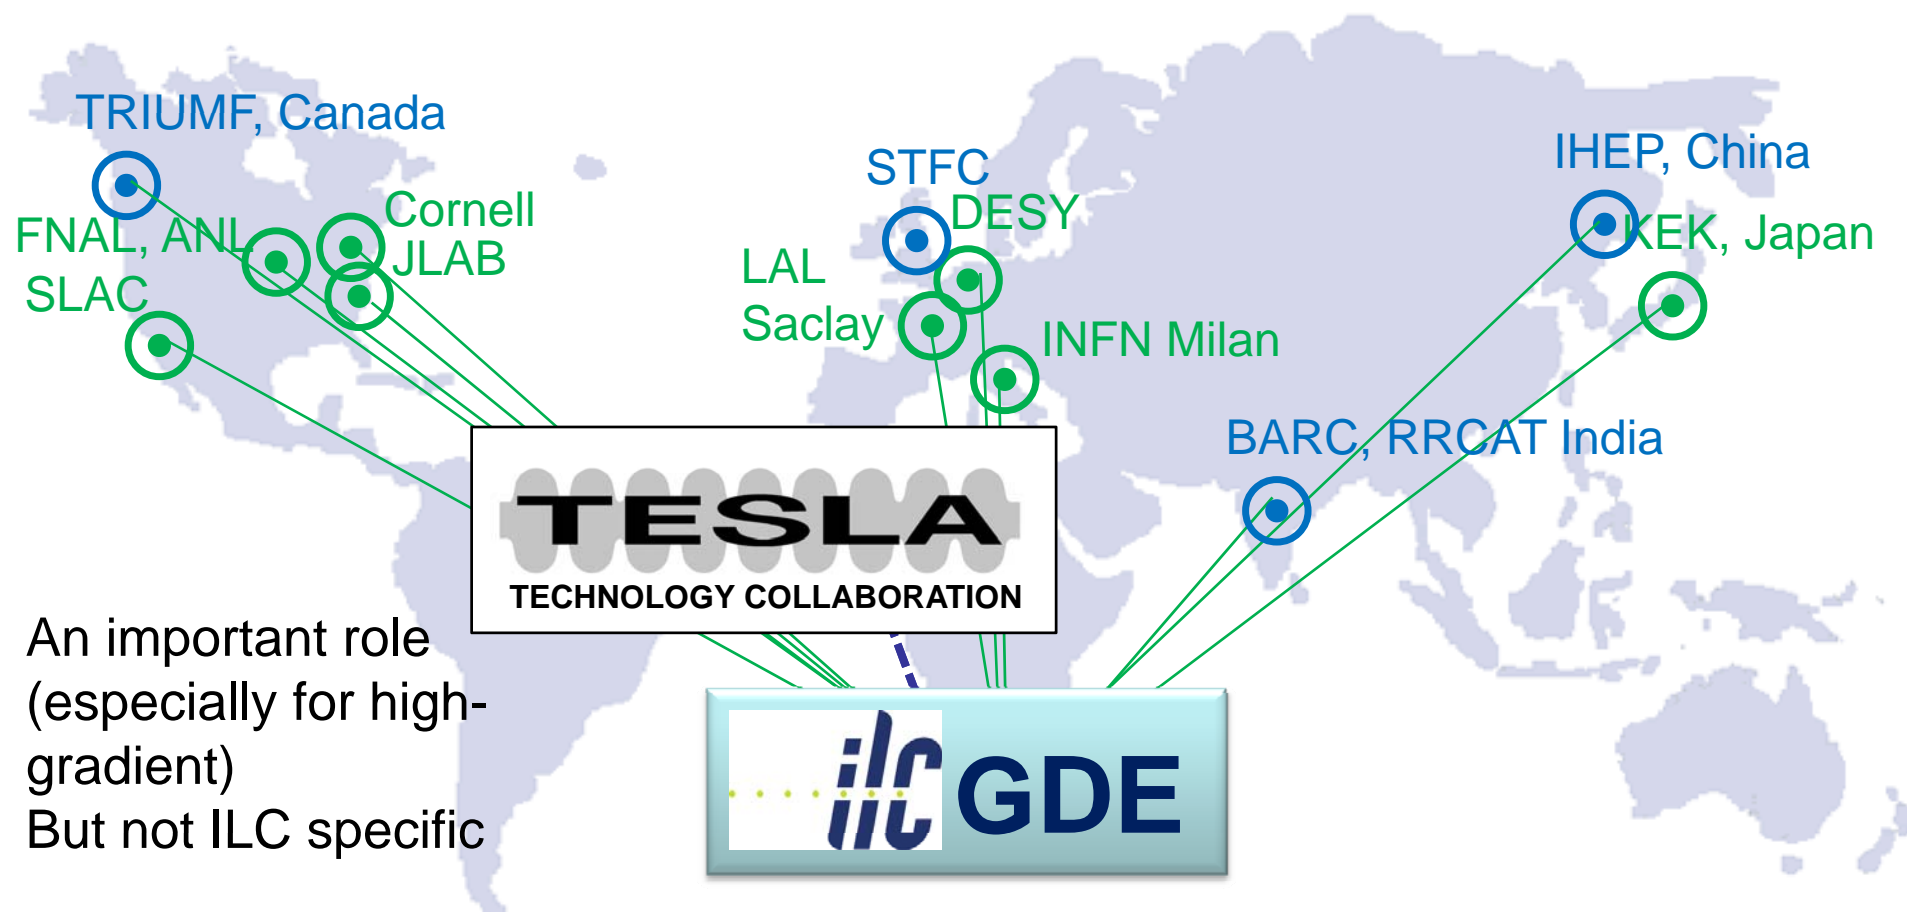 TRIUMF, Canada
FNAL, ANL
SLAC
Cornell
JLAB
STFC
DESY
LAL
Saclay
INFN Milan
IHEP, China
KEK, Japan
BARC, RRCAT India
TESLA
TECHNOLOGY COLLABORATION
An important role
(especially for high-
gradient)
But not ILC specific
ilc GDE